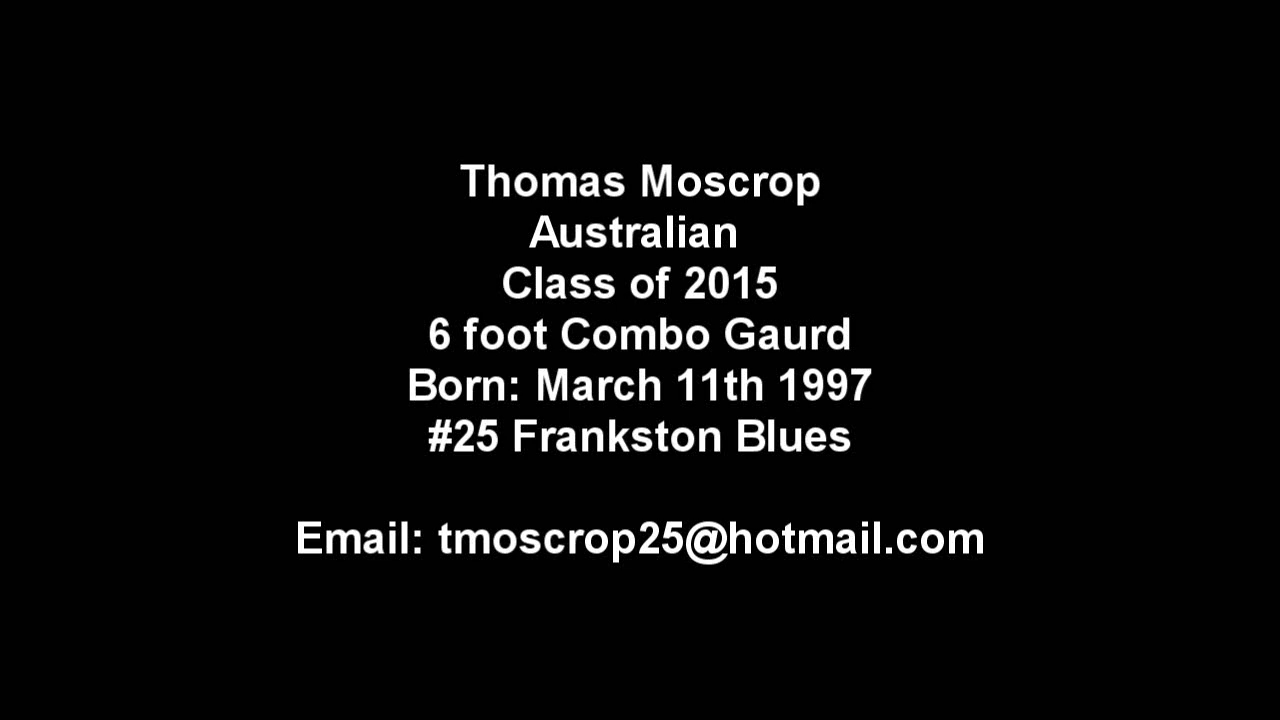 Thomas Moscrop
Australian
Class of 2015
6 foot Combo Gaurd
Born: March 11th 1997
#25 Frankston Blues
Email: tmoscrop25@hotmail.com